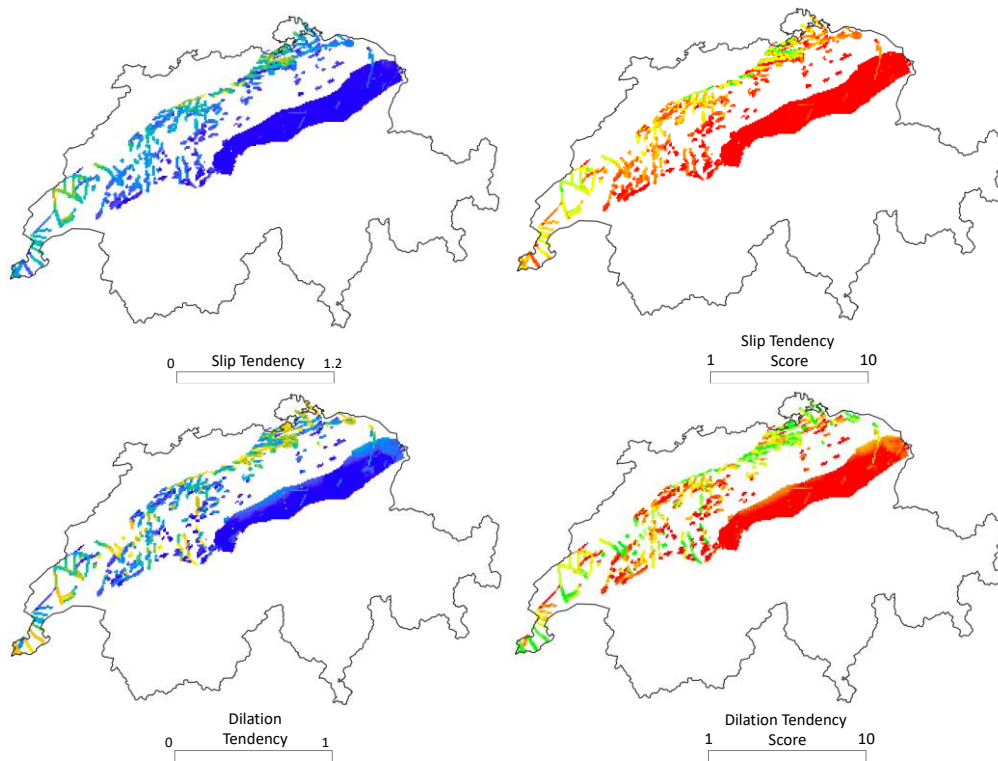 0 Slip Tendency 1.2
Slip Tendency
1 Score 10
Dilation
0 Tendency 1
Dilation Tendency
1 Score 10